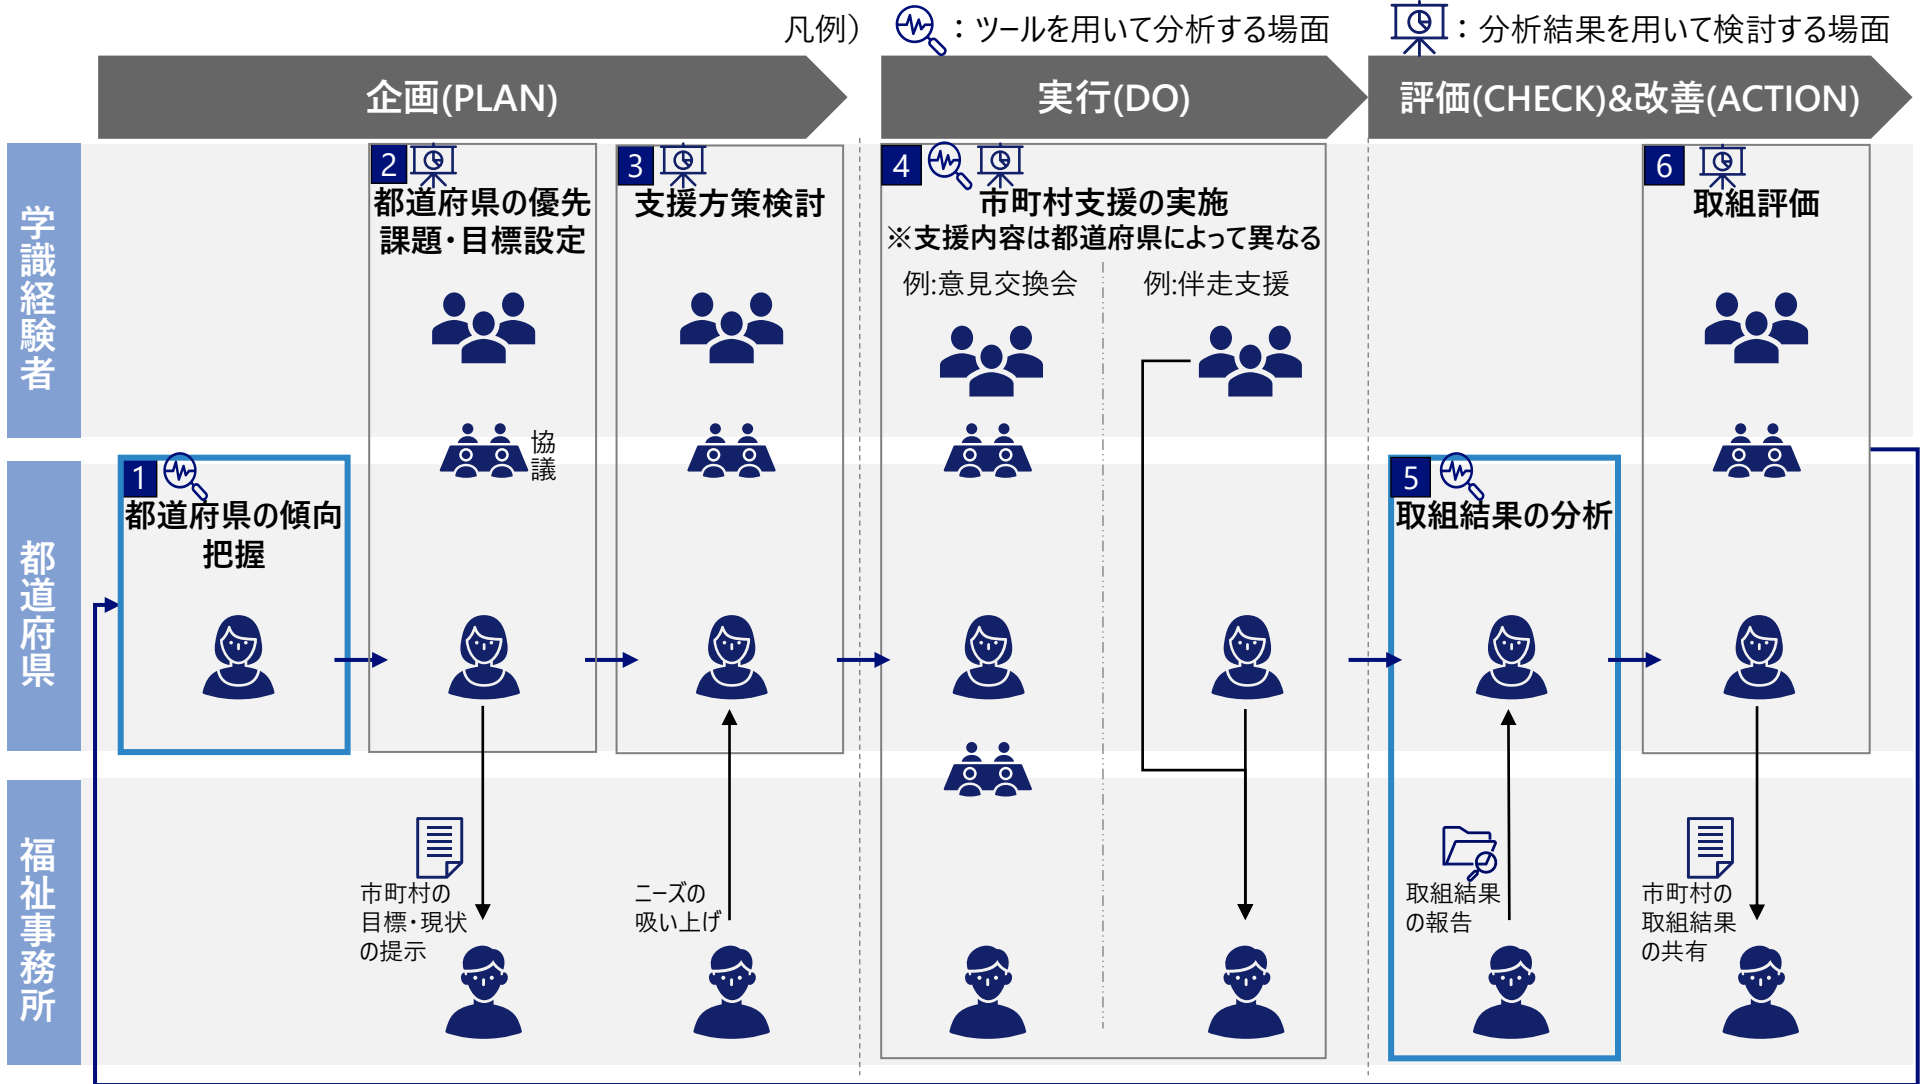 凡例）
：ツールを用いて分析する場面
：分析結果を用いて検討する場面
企画(PLAN)
実行(DO)
評価(CHECK)&改善(ACTION)
学識経験者
都道府県
福祉事務所
1
都道府県の傾向
把握
2
都道府県の優先
課題・目標設定
協
議
市町村の
目標・現状
の提示
3
支援方策検討
ニーズの
吸い上げ
4
市町村支援の実施
※支援内容は都道府県によって異なる
例:意見交換会
例:伴走支援
5
取組結果の分析
取組結果
の報告
6
取組評価
市町村の
取組結果
の共有